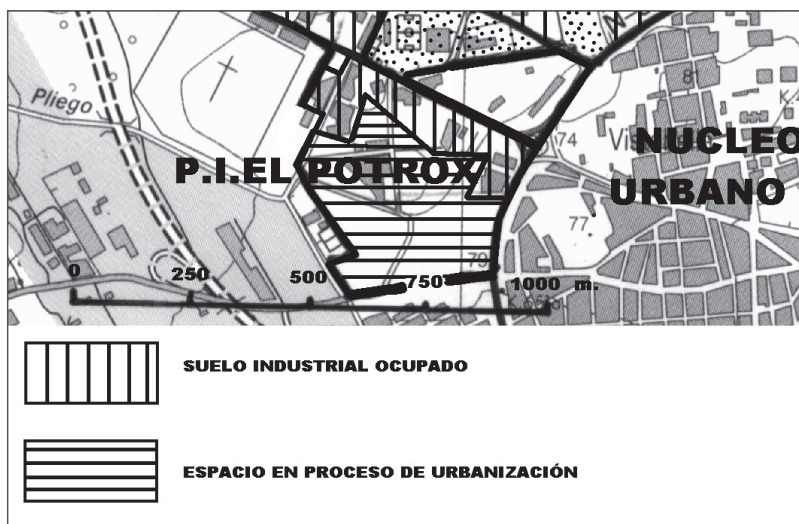 81
Pliego
74
NUCLEO
P.I.EL POTROX
URBANO
77
79
0
250
500
750
1000 m.
SUELO INDUSTRIAL OCUPADO
ESPACIO EN PROCESO DE URBANIZACIÓN